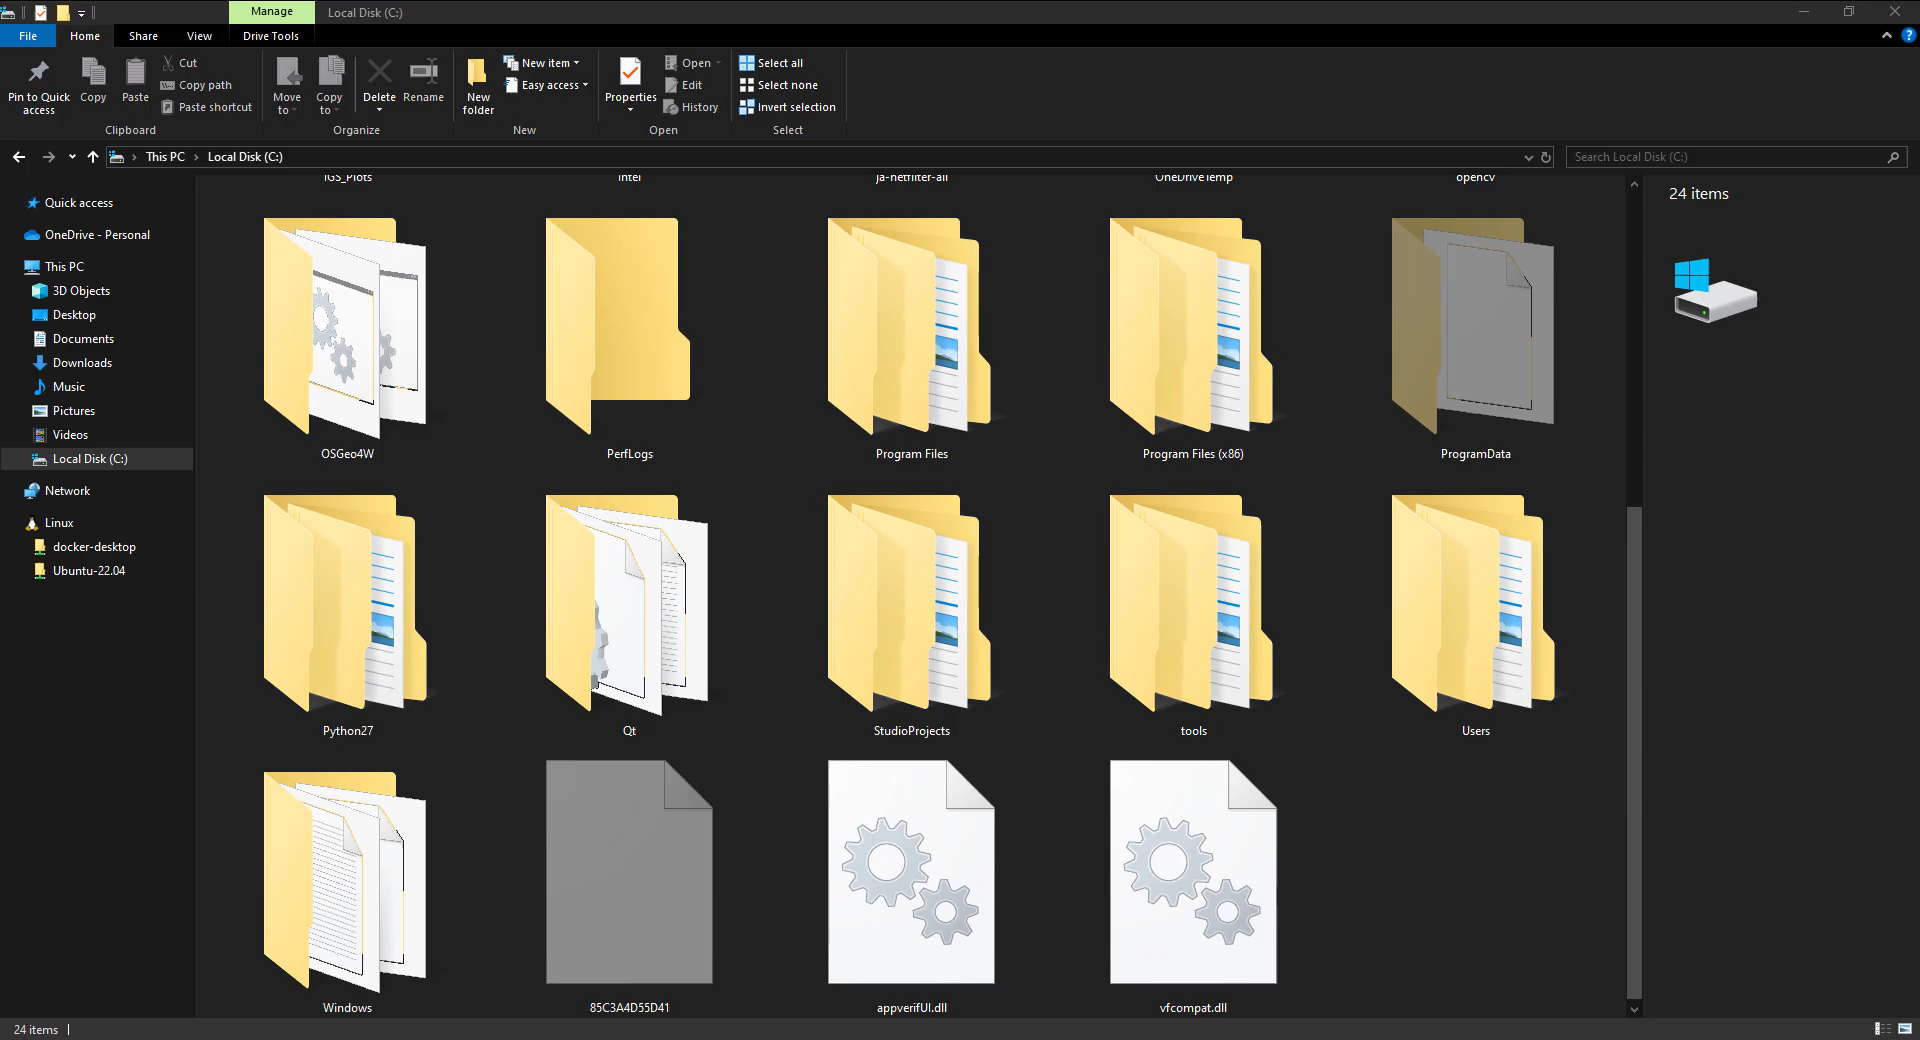 Manage
Local Disk (C:)
File
Home
Share
View
Drive Tools
Pin to Quick
access
Copy
Paste
Cut
Copy path
Paste shortcut
Clipboard
Move
to
Copy
to
Delete
Rename
Organize
New
folder
New item
Easy access
New
Properties
Open
Edit
History
Open
Select all
Select none
Invert selection
Select
This PC
Local Disk (C:)
Search Local Disk (C:)
Quick access
OneDrive - Personal
This PC
3D Objects
Desktop
Documents
Downloads
Music
Pictures
Videos
Local Disk (C:)
Network
Linux
docker-desktop
Ubuntu-22.04
IGS_Plots
Intel
ja-netfilter-all
OneDriveTemp
opencv
OSGeo4W
PerfLogs
Program Files
Program Files (x86)
ProgramData
Python27
Qt
StudioProjects
tools
Users
Windows
85C3A4D55D41
appverifUI.dll
vfcompat.dll
24 items
24 items